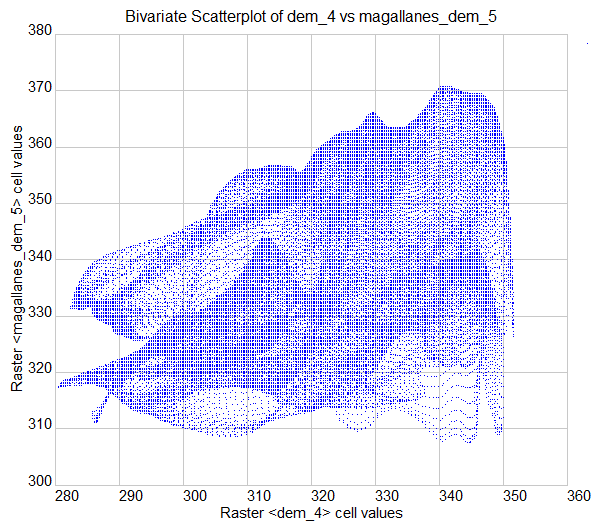 Bivariate Scatterplot of dem_4 vs magallanes_dem_5
380
370
360
350
340
330
320
310
300
Raster <magallanes_dem_5> cell values
280 290 300 310 320 330 340 350 360
Raster <dem_4> cell values